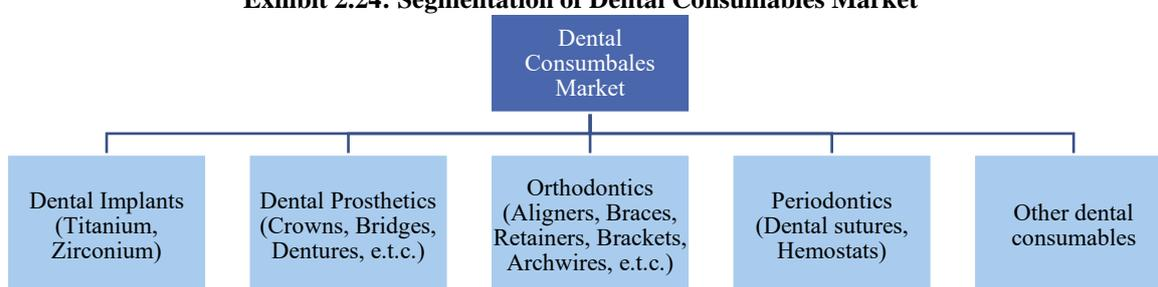 Exhibit 2.24: Segmentation of Dental Consumables Market
Dental
Consumbales
Market
Dental Implants
(Titanium,
Zirconium)
Dental Prosthetics
(Crowns, Bridges,
Dentures, e.t.c.)
Orthodontics
(Aligners, Braces,
Retainers, Brackets,
Archwires, e.t.c.)
Periodontics
(Dental sutures,
Hemostats)
Other dental
consumables